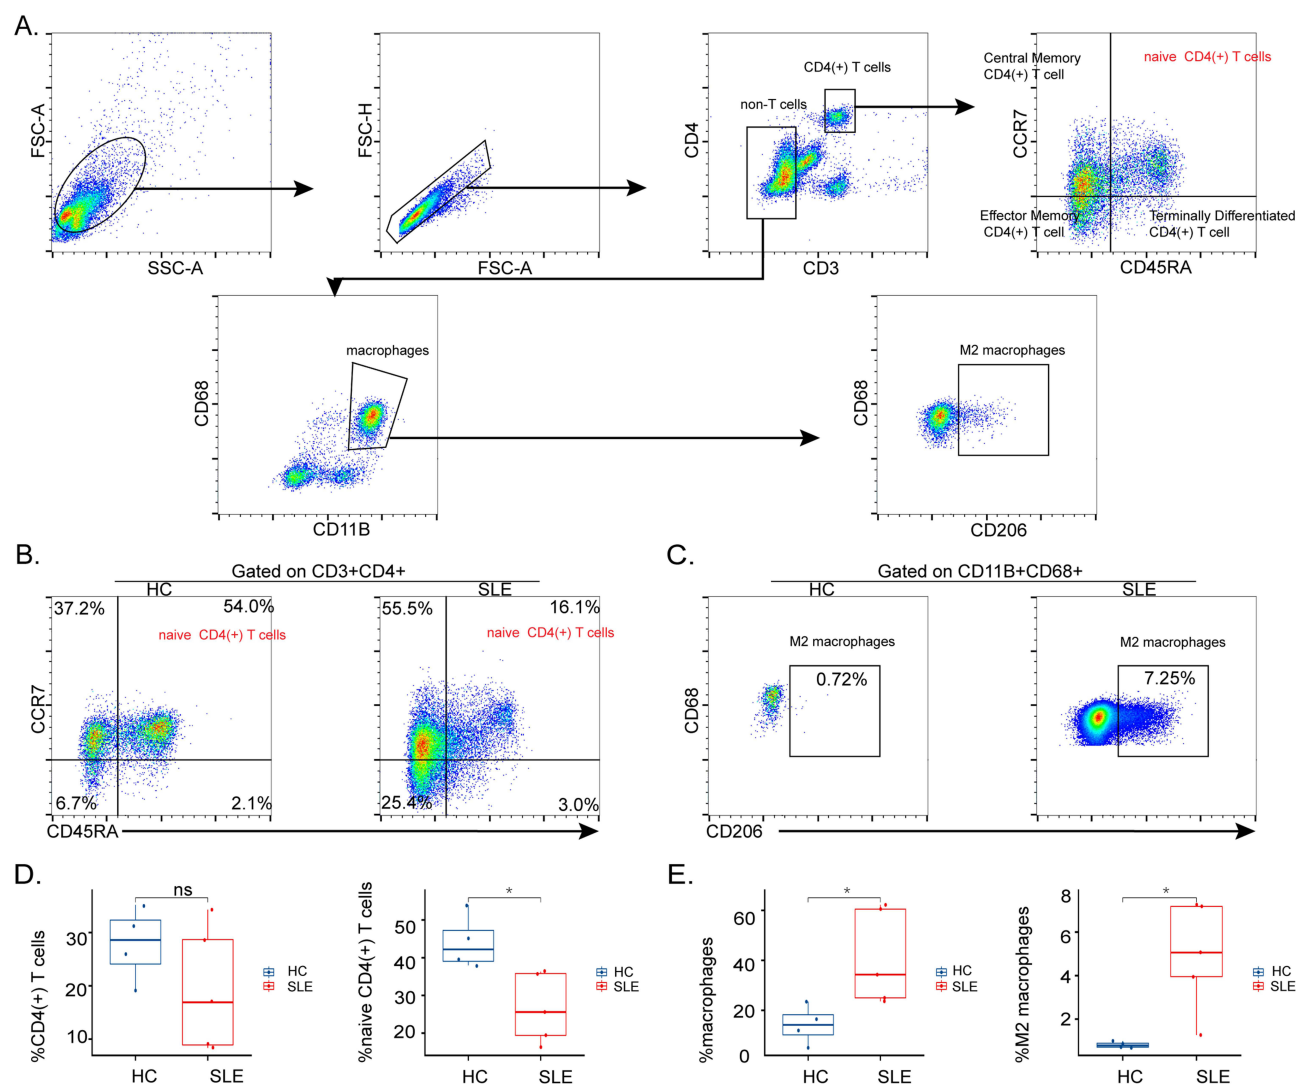 A.
FSC-A
SSC-A
FSC-H
FSC-A
CD4
CD3
non-T cells
CD4(+) T cells
CCR7
CD45RA
Central Memory
CD4(+) T cell
naive CD4(+) T cells
Effector Memory
CD4(+) T cell
Terminally Differentiated
CD4(+) T cell
CD68
CD11B
macrophages
CD68
CD206
M2 macrophages
B.
Gated on CD3+CD4+
HC
SLE
37.2%
54.0%
naive CD4(+) T cells
6.7%
2.1%
55.5%
16.1%
naive CD4(+) T cells
25.4%
3.0%
CCR7
CD45RA
C.
Gated on CD11B+CD68+
HC
SLE
M2 macrophages
0.72%
M2 macrophages
7.25%
CD68
CD206
D.
%CD4(+) T cells
30
20
10
ns
HC
SLE
HC
SLE
%naive CD4(+) T cells
50
40
30
20
*
HC
SLE
HC
SLE
E.
%macrophages
60
40
20
0
*
HC
SLE
HC
SLE
%M2 macrophages
8
6
4
2
*
HC
SLE
HC
SLE